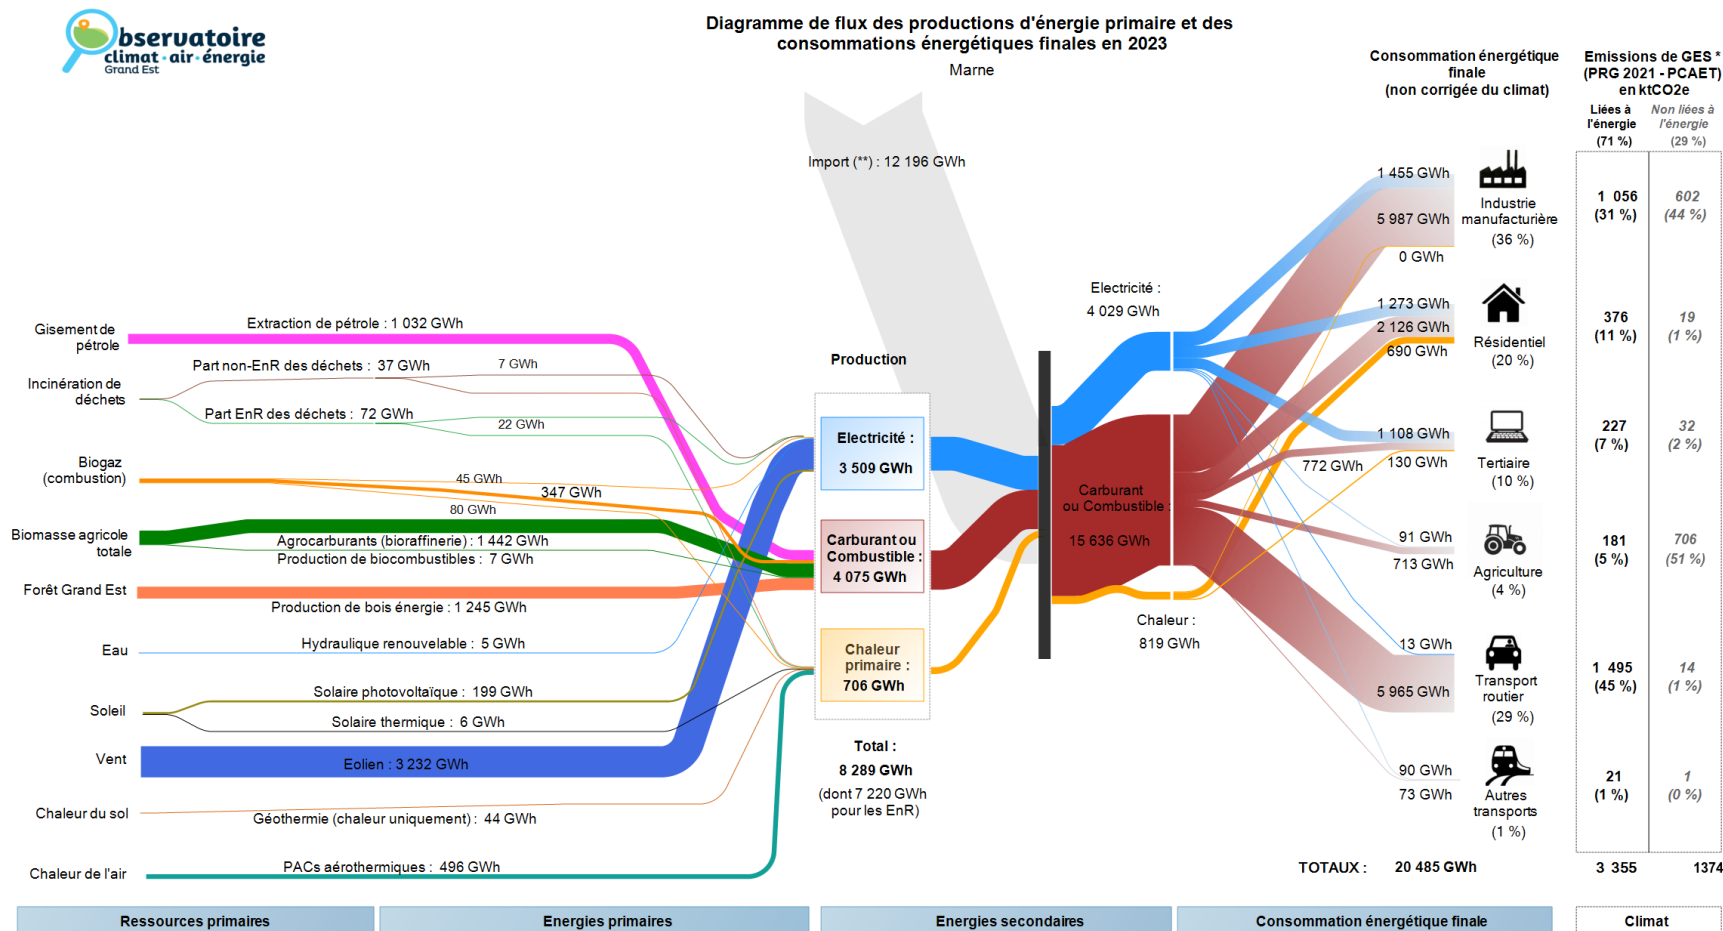 Observatoire
climat · air · énergie
Grand Est
Diagramme de flux des productions d'énergie primaire et des
consommations énergétiques finales en 2023
Marne
Consommation énergétique
finale
(non corrigée du climat)
Emissions de GES *
(PRG 2021 - PCAET)
en ktCO2e
Liées à
l'énergie
(71 %)
Non liées à
l'énergie
(29 %)
Import (**) : 12 196 GWh
1 455 GWh
5 987 GWh
0 GWh
Industrie
manufacturière
(36 %)
1 056
(31 %)
602
(44 %)
Electricité :
4 029 GWh
1 273 GWh
2 126 GWh
690 GWh
Résidentiel
(20 %)
376
(11 %)
19
(1 %)
Gisement de
pétrole
Extraction de pétrole : 1 032 GWh
Incinération de
déchets
Part non-EnR des déchets : 37 GWh
7 GWh
Part EnR des déchets : 72 GWh
22 GWh
Production
Electricité :
3 509 GWh
1 108 GWh
772 GWh
130 GWh
Tertiaire
(10 %)
227
(7 %)
32
(2 %)
Biogaz
(combustion)
45 GWh
347 GWh
80 GWh
Carburant
ou Combustible :
15 636 GWh
Biomasse agricole
totale
Agrocarburants (bioraffinerie) : 1 442 GWh
Production de biocombustibles : 7 GWh
Carburant ou
Combustible :
4 075 GWh
91 GWh
713 GWh
Agriculture
(4 %)
181
(5 %)
706
(51 %)
Forêt Grand Est
Production de bois énergie : 1 245 GWh
Chaleur :
819 GWh
Eau
Hydraulique renouvelable : 5 GWh
Chaleur
primaire :
706 GWh
13 GWh
5 965 GWh
Transport
routier
(29 %)
1 495
(45 %)
14
(1 %)
Soleil
Solaire photovoltaïque : 199 GWh
Solaire thermique : 6 GWh
Vent
Eolien : 3 232 GWh
Total :
8 289 GWh
(dont 7 220 GWh
pour les EnR)
90 GWh
73 GWh
Autres
transports
(1 %)
21
(1 %)
1
(0 %)
Chaleur du sol
Géothermie (chaleur uniquement) : 44 GWh
Chaleur de l'air
PACs aérothermiques : 496 GWh
TOTAUX : 20 485 GWh
3 355
1374
Ressources primaires
Energies primaires
Energies secondaires
Consommation énergétique finale
Climat